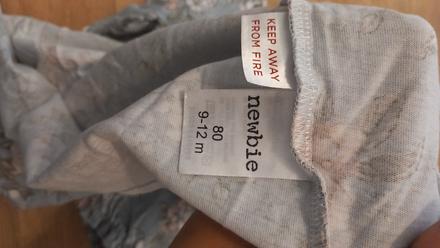 KEEP AWAY
FROM FIRE
newbie
80
9-12 m